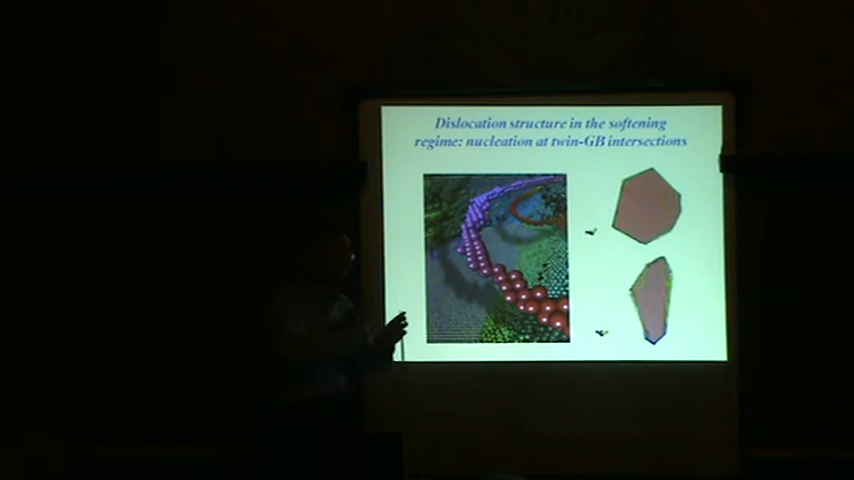 Dislocation structure in the softening
regime: nucleation at twin-GB intersections